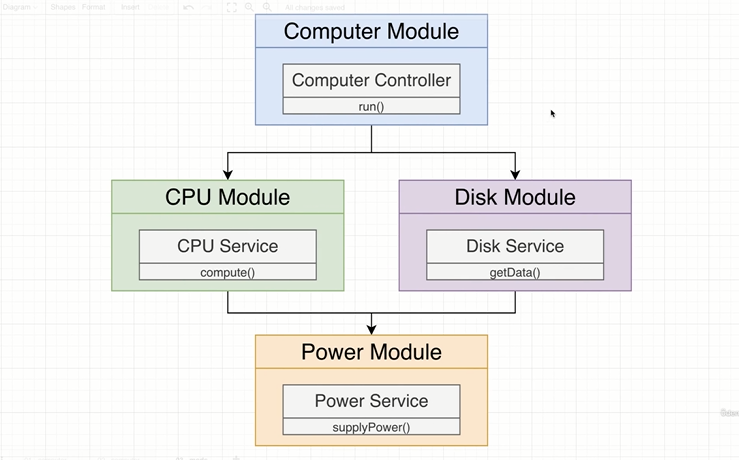 Diagram Shapes Format Insert All changes saved
Computer Module
Computer Controller
run()
CPU Module
Disk Module
CPU Service
Disk Service
compute()
getData()
Power Module
Power Service
supplyPower()